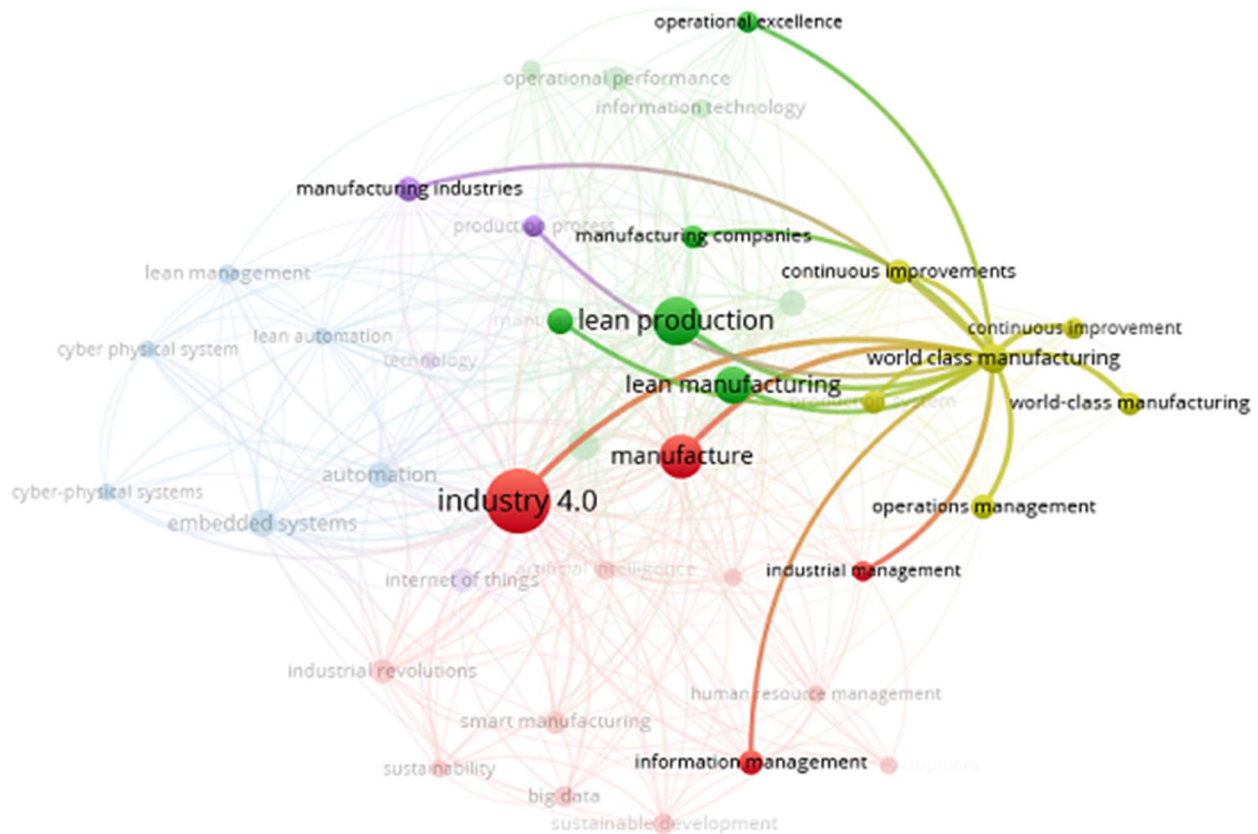 operational excellence
operational performance
information technology
manufacturing industries
production process
manufacturing companies
lean management
continuous improvements
lean production
continuous improvement
lean automation
cyber physical system
technology
world class manufacturing
lean manufacturing
production system
world-class manufacturing
manufacture
automation
cyber-physical systems
industry 4.0
operations management
embedded systems
artificial intelligence
industrial management
internet of things
industrial revolutions
human resource management
smart manufacturing
information management
sustainability
big data
sustainable development